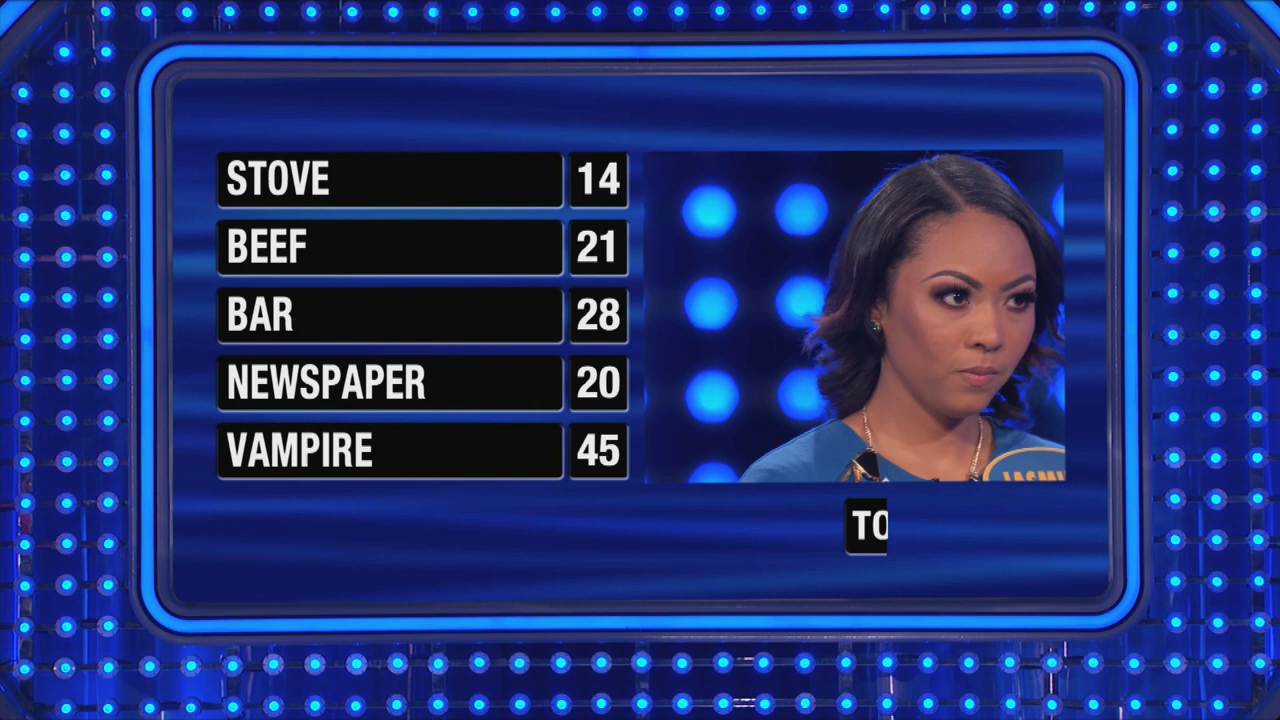 STOVE 14
BEEF 21
BAR 28
NEWSPAPER 20
VAMPIRE 45
TO